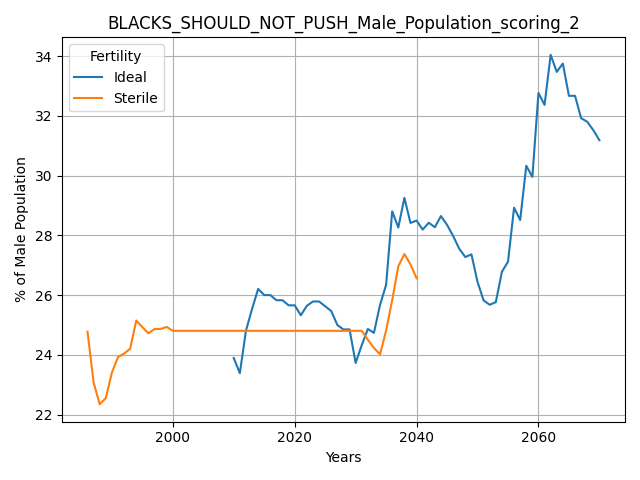 BLACKS_SHOULD_NOT_PUSH_Male_Population_scoring_2
Fertility
Ideal
Sterile
% of Male Population
34
32
30
28
26
24
22
2000 2020 2040 2060
Years